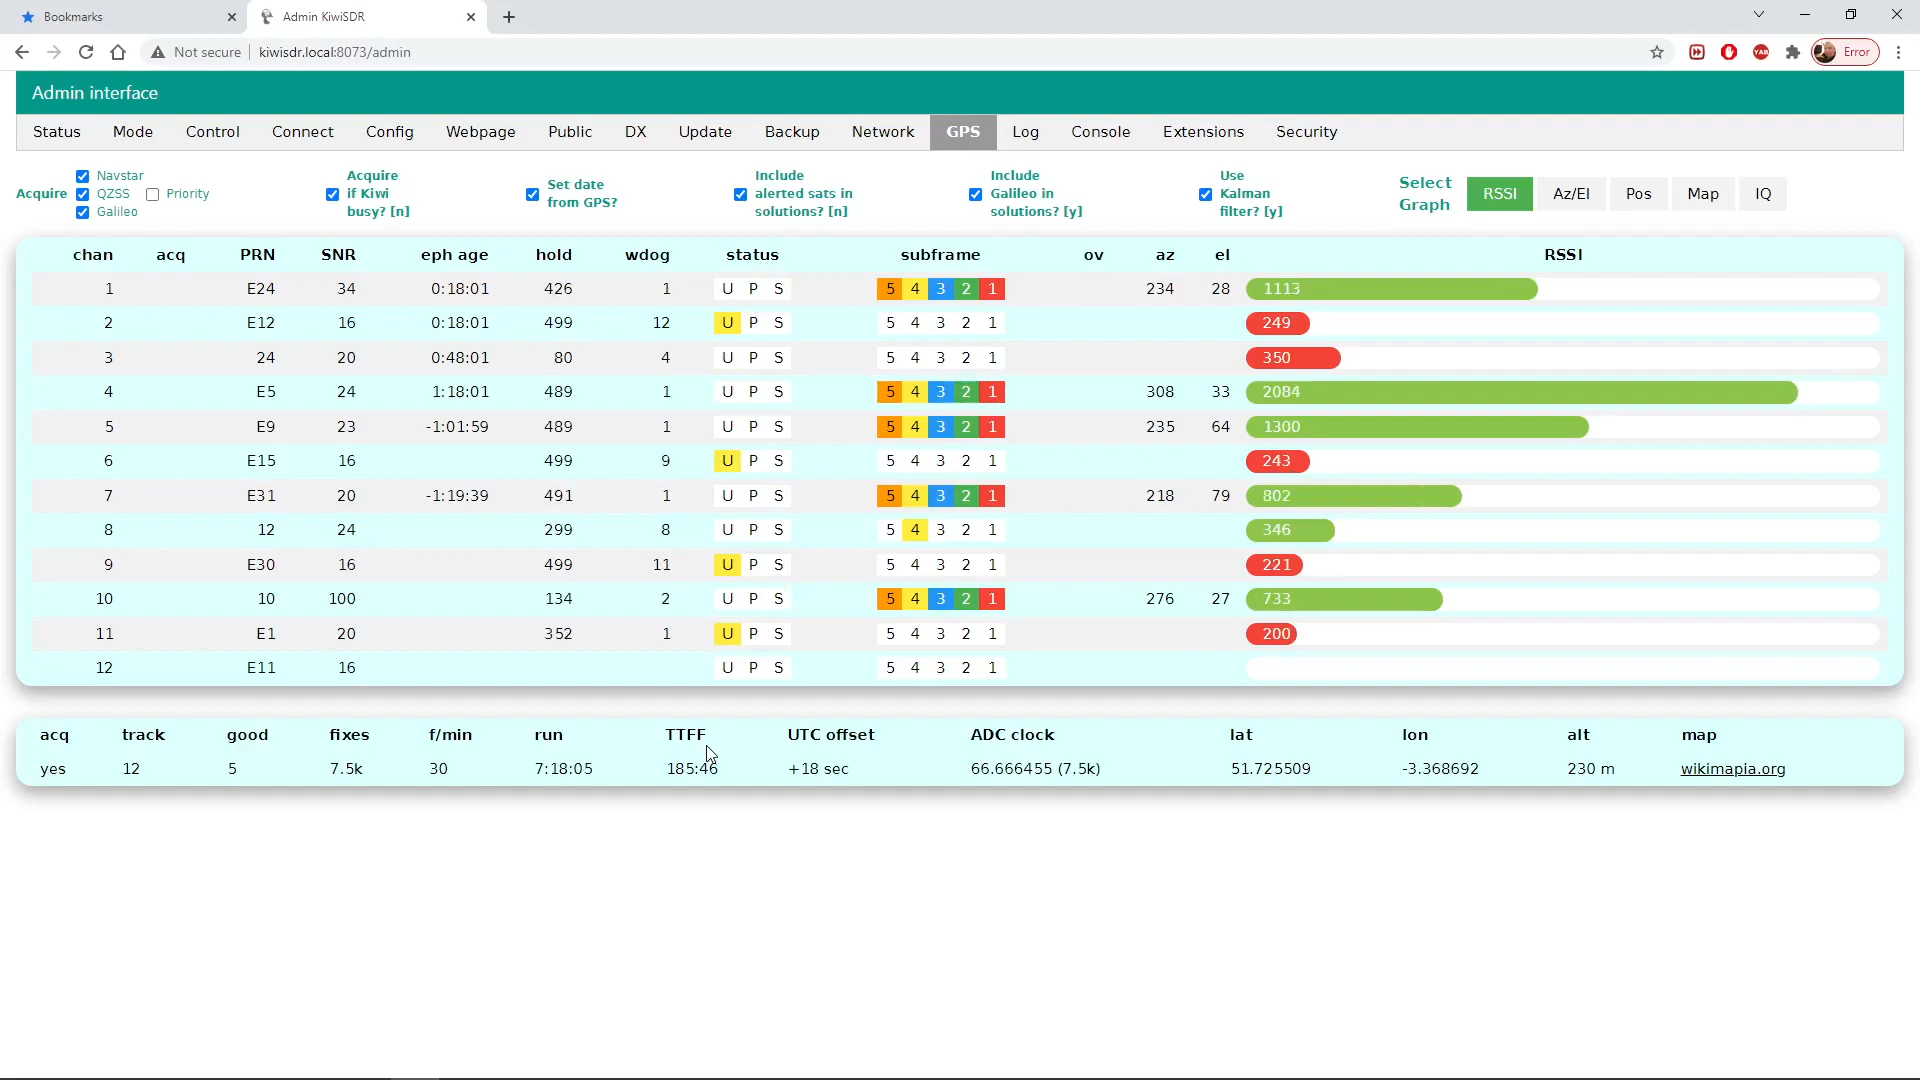 Bookmarks
Admin KiwiSDR
Not secure kiwisdr.local:8073/admin
YAB
Error
Admin interface
Status Mode Control Connect Config Webpage Public DX Update Backup Network GPS Log Console Extensions Security
Acquire
Navstar
QZSS Priority
Galileo
Acquire
if Kiwi
busy? [n]
Set date
from GPS?
Include
alerted sats in
solutions? [n]
Include
Galileo in
solutions? [y]
Use
Kalman
filter? [y]
Select
Graph
RSSI Az/El Pos Map IQ
chan acq PRN SNR eph age hold wdog status subframe ov az el RSSI
1 E24 34 0:18:01 426 1 U P S 5 4 3 2 1 234 28 1113
2 E12 16 0:18:01 499 12 U P S 5 4 3 2 1 249
3 24 20 0:48:01 80 4 U P S 5 4 3 2 1 350
4 E5 24 1:18:01 489 1 U P S 5 4 3 2 1 308 33 2084
5 E9 23 -1:01:59 489 1 U P S 5 4 3 2 1 235 64 1300
6 E15 16 499 9 U P S 5 4 3 2 1 243
7 E31 20 -1:19:39 491 1 U P S 5 4 3 2 1 218 79 802
8 12 24 299 8 U P S 5 4 3 2 1 346
9 E30 16 499 11 U P S 5 4 3 2 1 221
10 10 100 134 2 U P S 5 4 3 2 1 276 27 733
11 E1 20 352 1 U P S 5 4 3 2 1 200
12 E11 16 U P S 5 4 3 2 1
acq track good fixes f/min run TTFF UTC offset ADC clock lat lon alt map
yes 12 5 7.5k 30 7:18:05 185:46 +18 sec 66.666455 (7.5k) 51.725509 -3.368692 230 m wikimapia.org